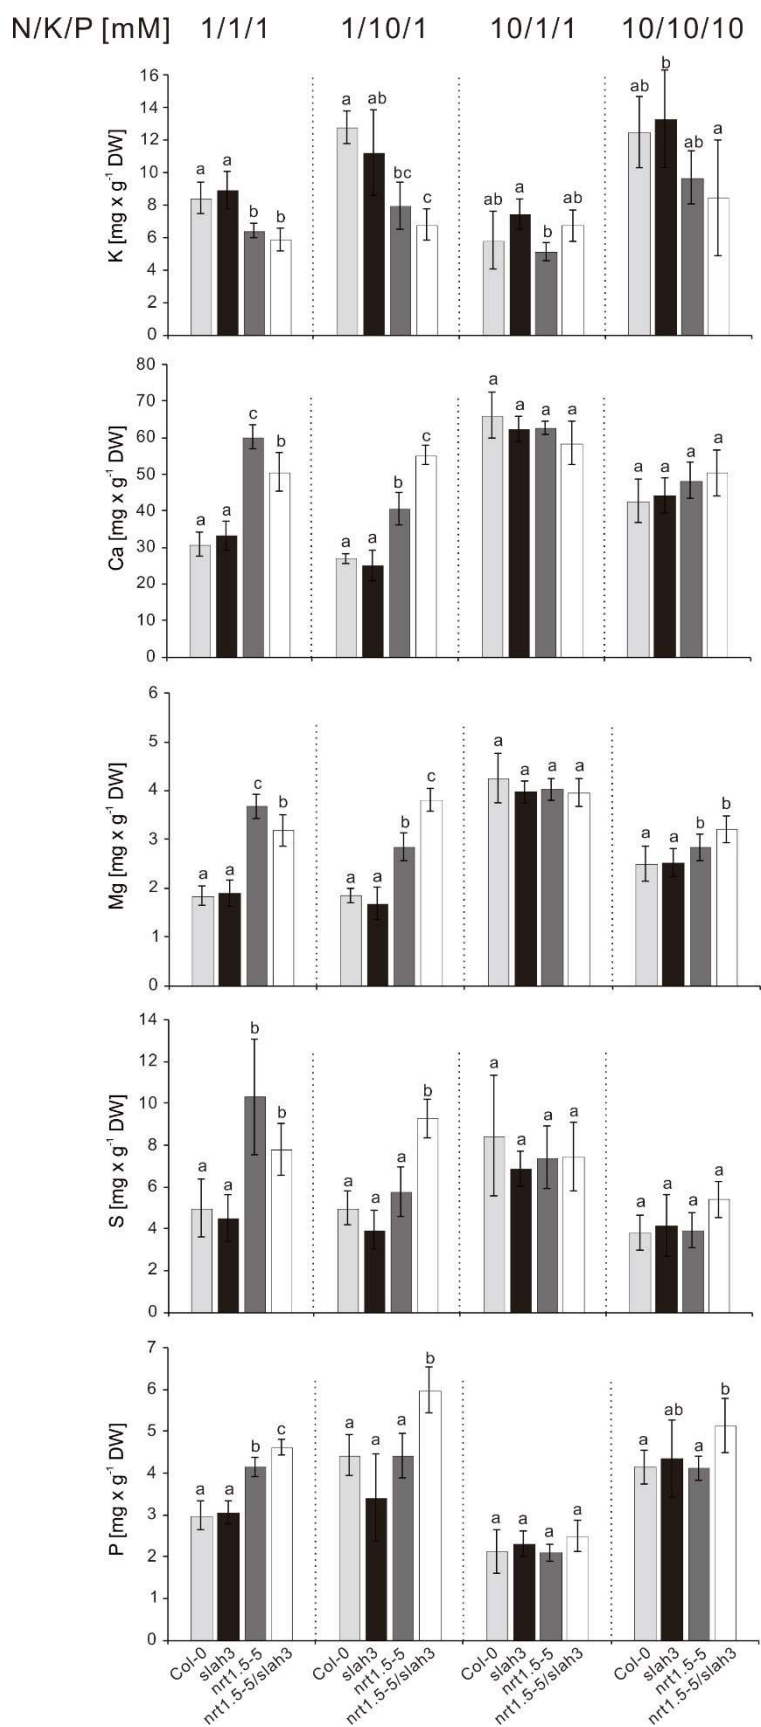 N/K/P [mM] 1/1/1 1/10/1 10/1/1 10/10/10
K [mg x g-1 DW]
16
14
12
10
8
6
4
2
0
a a b b
a ab bc c
ab a b ab
ab b ab a
Ca [mg x g-1 DW]
80
70
60
50
40
30
20
10
0
a a c b
a a b c
a a a a
a a a a
Mg [mg x g-1 DW]
6
5
4
3
2
1
0
a a c b
a a b c
a a a a
a a b b
S [mg x g-1 DW]
14
12
10
8
6
4
2
0
a a b b
a a a b
a a a a
a a a a
P [mg x g-1 DW]
7
6
5
4
3
2
1
0
a a b c
a a a b
a a a a
a ab a b
Col-0 slah3 nrt1.5-5 nrt1.5-5/slah3
Col-0 slah3 nrt1.5-5 nrt1.5-5/slah3
Col-0 slah3 nrt1.5-5 nrt1.5-5/slah3
Col-0 slah3 nrt1.5-5 nrt1.5-5/slah3